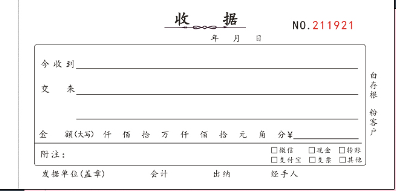 收据
NO.211921
年 月 日
今收到
交来
金额(大写) 仟 佰 拾 万 仟 佰 拾 元 角 分¥
附注：
□微信 □现金 □转账
□支付宝 □支票 □其他
发据单位(盖章) 会计 出纳 经手人
白存根 粉客户